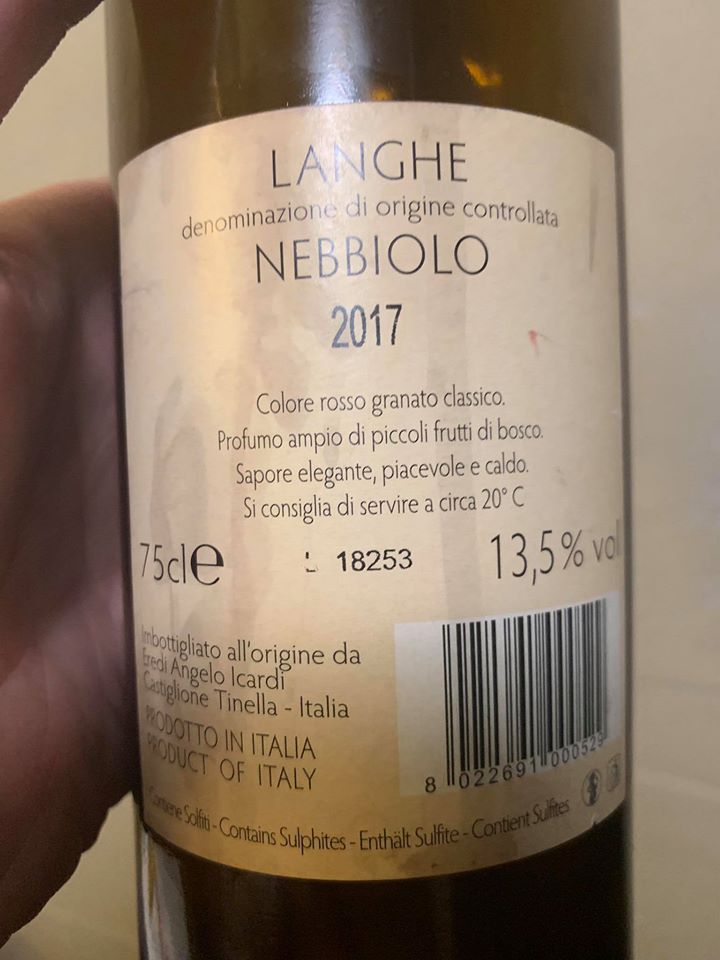 LANGHE
denominazione di origine controllata
NEBBIOLO
2017
Colore rosso granato classico.
Profumo ampio di piccoli frutti di bosco.
Sapore elegante, piacevole e caldo.
Si consiglia di servire a circa 20° C
75cl e
L 18253
13,5% vol
Imbottigliato all'origine da
Eredi Angelo Icardi
Castiglione Tinella - Italia
PRODOTTO IN ITALIA
PRODUCT OF ITALY
8 022691 000529
Contiene Solfiti - Contains Sulphites - Enthält Sulfite - Contient Sulfites